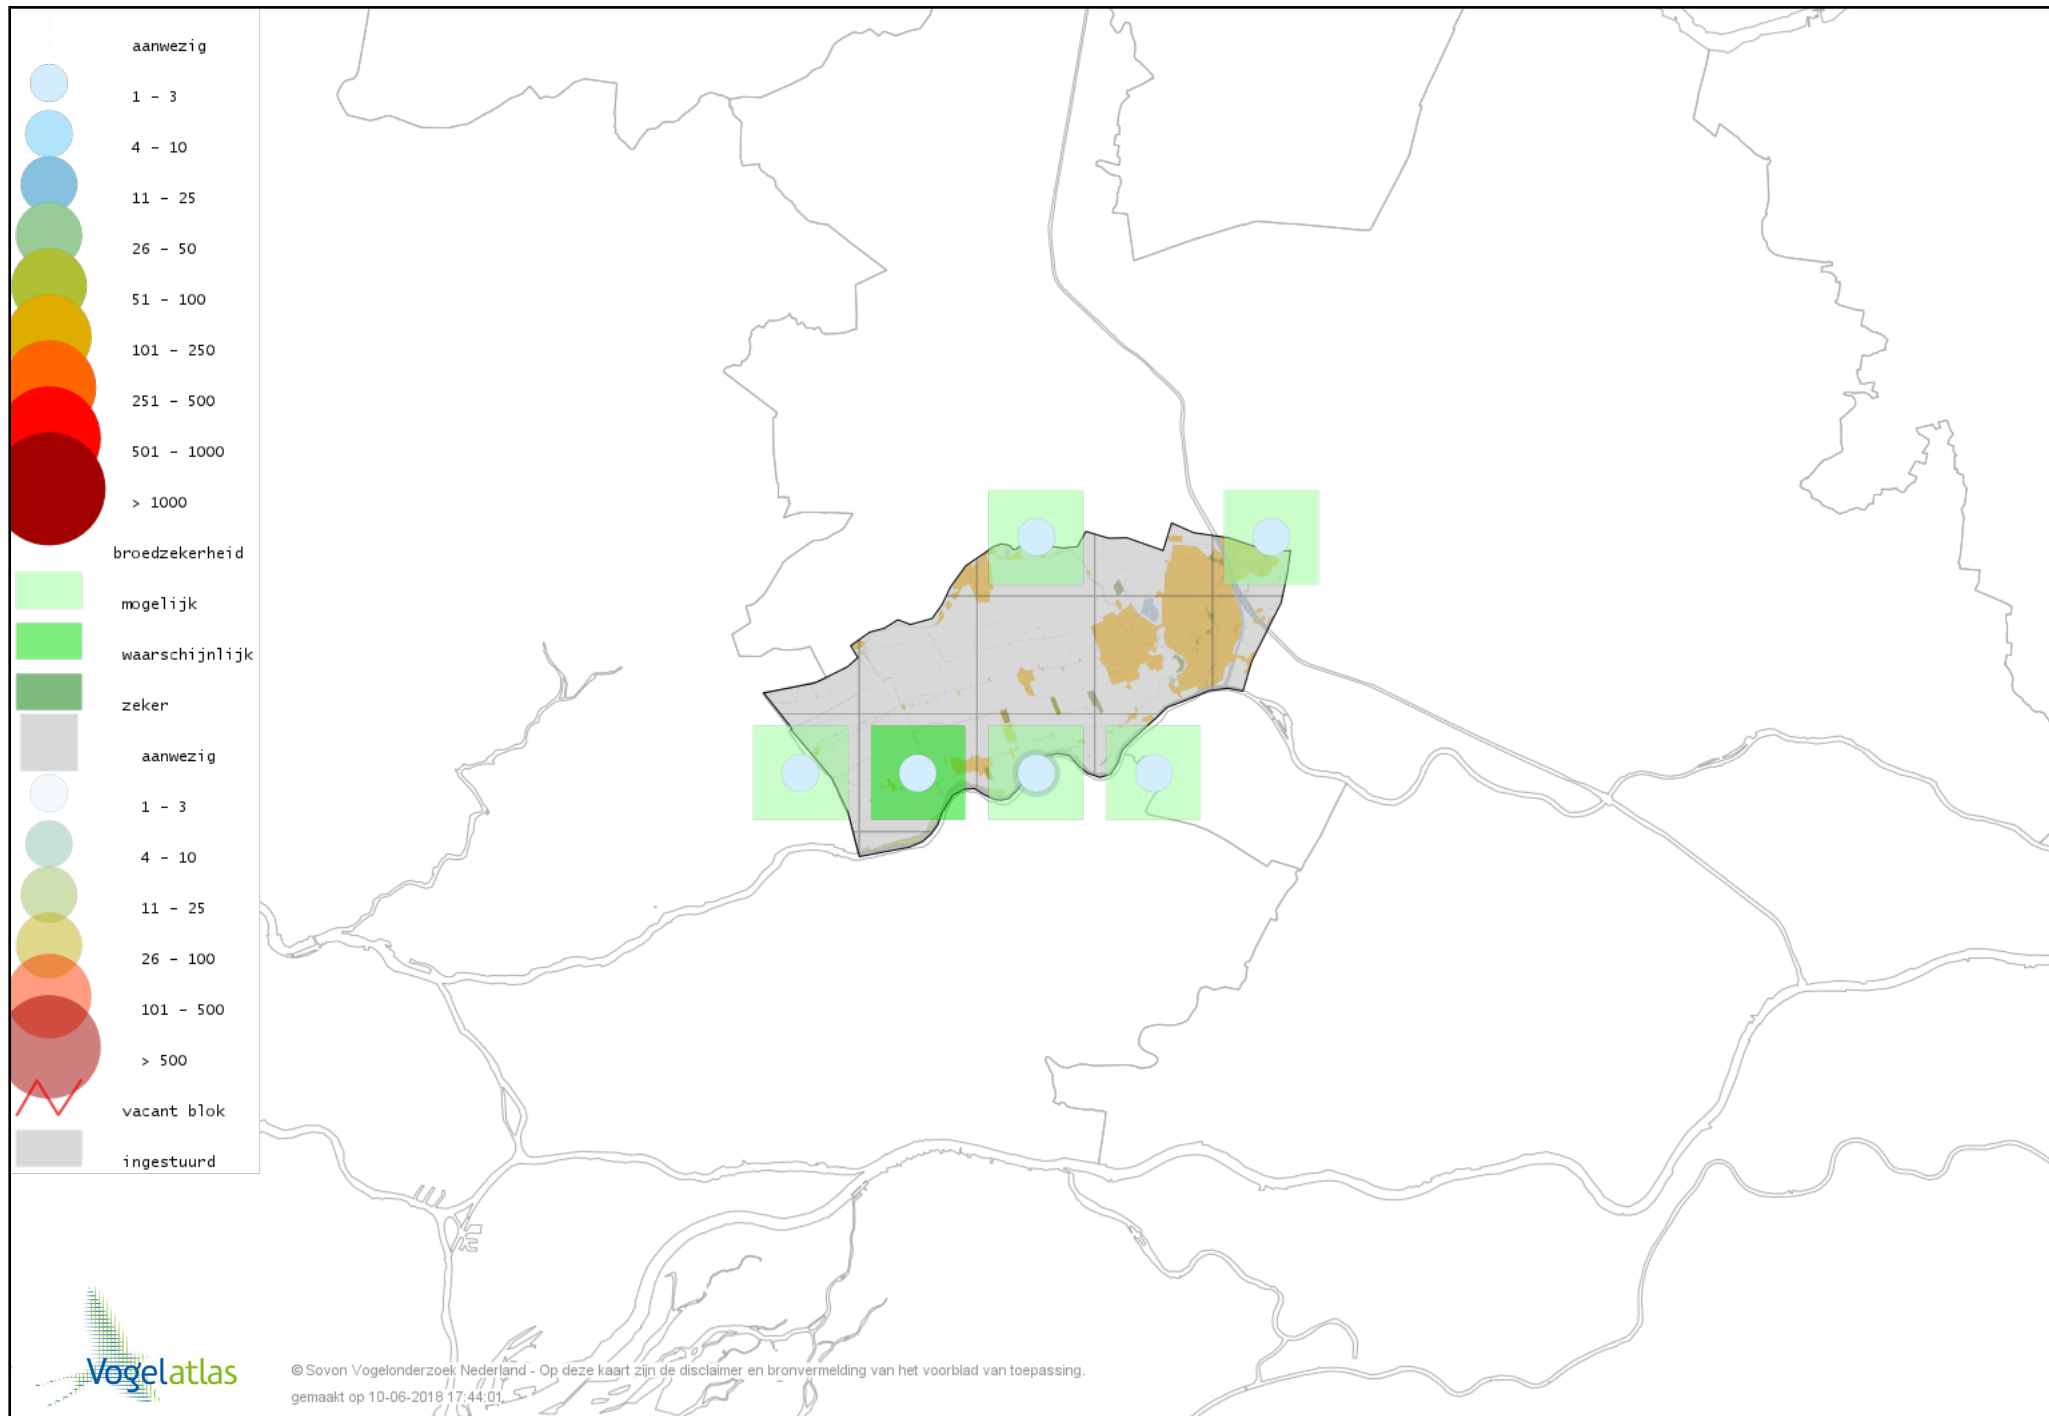 aanwezig
1 - 3
4 - 10
11 - 25
26 - 50
51 - 100
101 - 250
251 - 500
501 - 1000
> 1000
broedzekerheid
mogelijk
waarschijnlijk
zeker
aanwezig
1 - 3
4 - 10
11 - 25
26 - 100
101 - 500
> 500
vacant blok
ingestuurd
Vogelatlas
© Sovon Vogelonderzoek Nederland - Op deze kaart zijn de disclaimer en bronvermelding van het voorblad van toepassing.
gemaakt op 10-06-2018 17:44:01